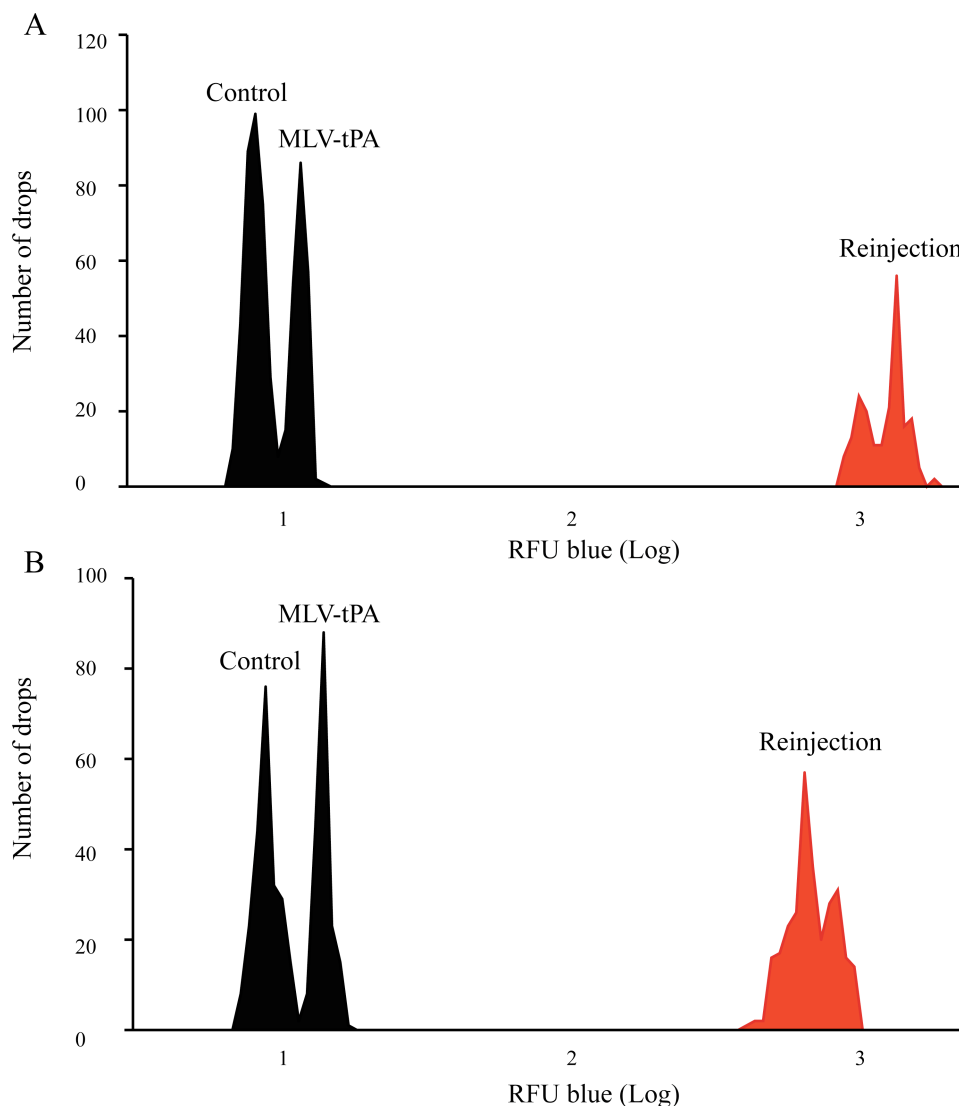 A
120
100
80
60
40
20
0
Number of drops
Control
MLV-tPA
Reinjection
1 2 3
RFU blue (Log)
B
100
80
60
40
20
0
Number of drops
MLV-tPA
Control
Reinjection
1 2 3
RFU blue (Log)